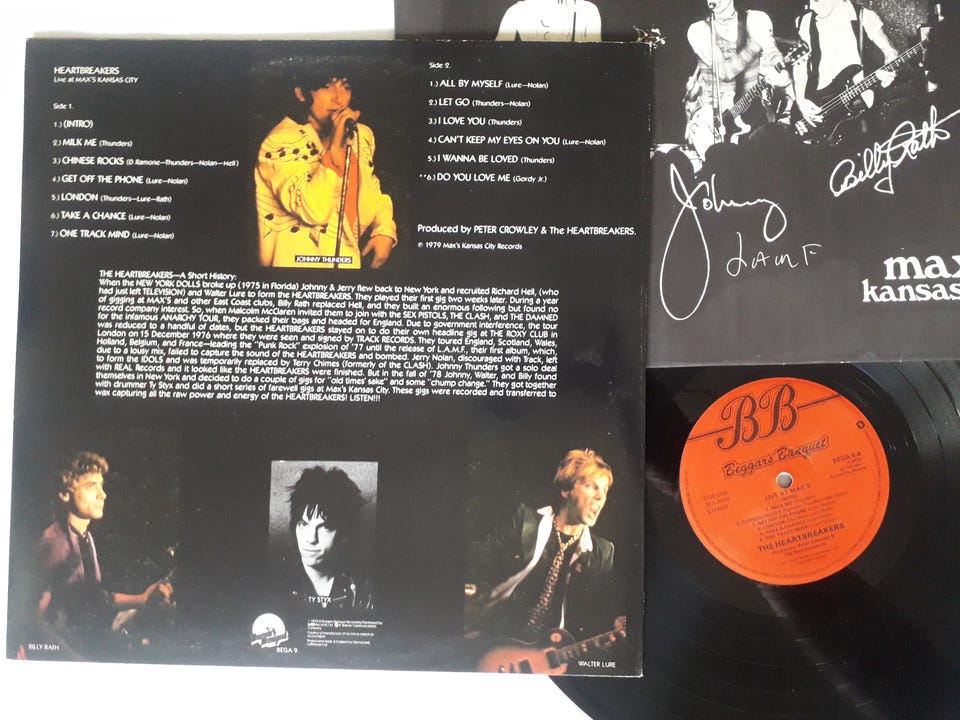 HEARTBREAKERS
Live at MAX'S KANSAS CITY
Side 1.
1.) (INTRO)
2.) MILK ME (Thunders)
3.) CHINESE ROCKS (D. Ramone—Thunders—Nolan—Hell)
4.) GET OFF THE PHONE (Lure—Nolan)
5.) LONDON (Thunders—Lure—Rath)
6.) TAKE A CHANCE (Lure—Nolan)
7.) ONE TRACK MIND (Lure—Nolan)
JOHNNY THUNDERS
Side 2.
1.) ALL BY MYSELF (Lure—Nolan)
2.) LET GO (Thunders—Nolan)
3.) I LOVE YOU (Thunders)
4.) CAN'T KEEP MY EYES ON YOU (Lure—Nolan)
5.) I WANNA BE LOVED (Thunders)
**6.) DO YOU LOVE ME (Gordy Jr.)
Produced by PETER CROWLEY & The HEARTBREAKERS.
℗ 1979 Max's Kansas City Records
THE HEARTBREAKERS—A Short History:
When the NEW YORK DOLLS broke up (1975 in Florida) Johnny & Jerry flew back to New York and recruited Richard Hell, (who
had just left TELEVISION) and Walter Lure to form the HEARTBREAKERS. They played their first gig two weeks later. During a year
of gigging at MAX'S and other East Coast clubs, Billy Rath replaced Hell, and they built an enormous following but found no
record company interest. So, when Malcolm McClaren invited them to join with the SEX PISTOLS, THE CLASH, and THE DAMNED
for the infamous ANARCHY TOUR, they packed their bags and headed for England. Due to government interference, the tour
was reduced to a handful of dates, but the HEARTBREAKERS stayed on to do their own headline gig at THE ROXY CLUB in
London on 15 December 1976 where they were seen and signed by TRACK RECORDS. They toured England, Scotland, Wales,
Holland, Belgium, and France—leading the "Punk Rock" explosion of '77 until the release of L.A.M.F., their first album, which,
due to a lousy mix, failed to capture the sound of the HEARTBREAKERS and bombed. Jerry Nolan, discouraged with Track, left
to form the IDOLS and was temporarily replaced by Terry Chimes (formerly of the CLASH). Johnny Thunders got a solo deal
with REAL Records and it looked like the HEARTBREAKERS were finished. But in the fall of '78 Johnny, Walter, and Billy found
themselves in New York and decided to do a couple of gigs for "old times' sake" and some "chump change." They got together
with drummer Ty Styx and did a short series of farewell gigs at Max's Kansas City. These gigs were recorded and transferred to
wax capturing all the raw power and energy of the HEARTBREAKERS! LISTEN!!!
BILLY RATH
TY STYX
BEGA 9
WALTER LURE
Billy Rath
Johnny
LAMF
max
kansas
BB
Beggars Banquet
BEGA 9 A
LIVE AT MAX'S
THE HEARTBREAKERS